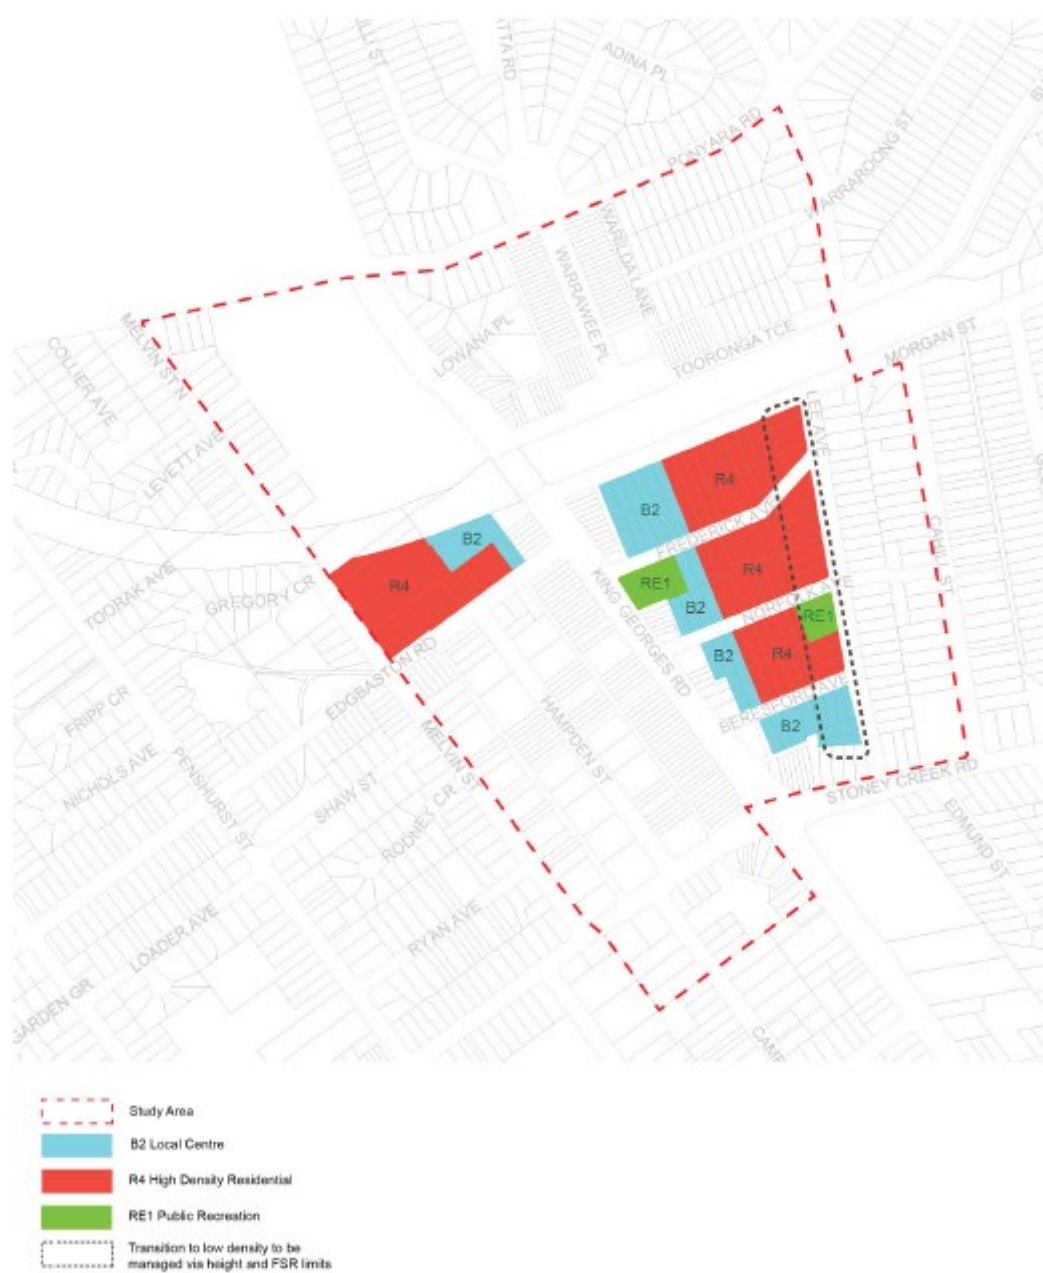 ADINA PL
PONYARA RD
WARRAROONG ST
WARILDA LANE
WARRAWEE PL
LOWANA PL
TOORONGA TCE
MORGAN ST
MELVIN ST N
COLLIER AVE
LEVETT AVE
LEE AVE
R4
B2
FREDERICK AVE
CAHILL ST
B2
R4
RE1
R4
B2
NORFOLK AVE
RE1
TOORAK AVE
GREGORY CR
KING GEORGES RD
B2
R4
EDGBASTON RD
BERESFORD AVE
B2
FRIPP CR
NICHOLS AVE
PENSHURST ST
MELVIN ST
HAMPDEN ST
SHAW ST
RODNEY CR
STONEY CREEK RD
EDMUND ST
LOADER AVE
RYAN AVE
GARDEN GR
Study Area
B2 Local Centre
R4 High Density Residential
RE1 Public Recreation
Transition to low density to be
managed via height and FSR limits